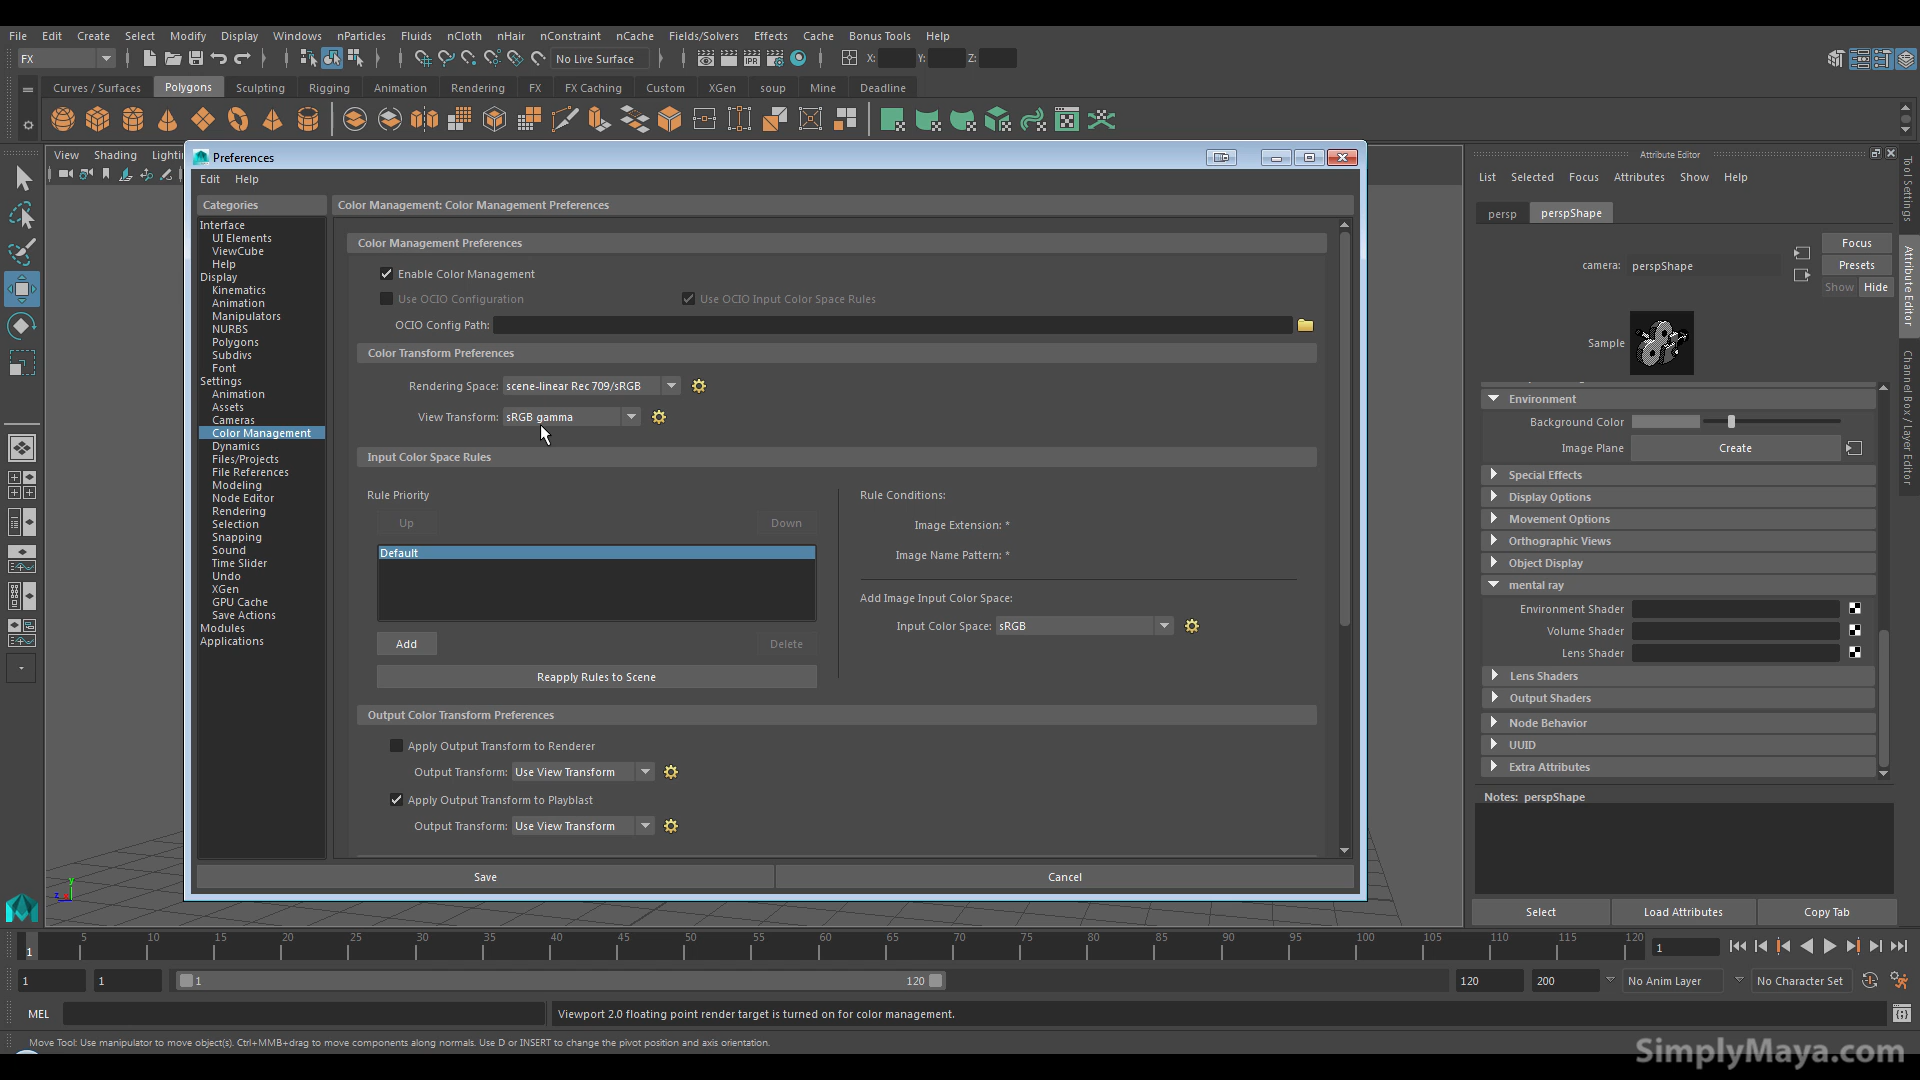 File Edit Create Select Modify Display Windows nParticles Fluids nCloth nHair nConstraint nCache Fields/Solvers Effects Cache Bonus Tools Help
FX No Live Surface X: Y: Z:
Curves / Surfaces Polygons Sculpting Rigging Animation Rendering FX FX Caching Custom XGen soup Mine Deadline
View Shading Lighti
Preferences
Edit Help
Categories
Interface
UI Elements
ViewCube
Help
Display
Kinematics
Animation
Manipulators
NURBS
Polygons
Subdivs
Font
Settings
Animation
Assets
Cameras
Color Management
Dynamics
Files/Projects
File References
Modeling
Node Editor
Rendering
Selection
Snapping
Sound
Time Slider
Undo
XGen
GPU Cache
Save Actions
Modules
Applications
Color Management: Color Management Preferences
Color Management Preferences
Enable Color Management
Use OCIO Configuration Use OCIO Input Color Space Rules
OCIO Config Path:
Color Transform Preferences
Rendering Space: scene-linear Rec 709/sRGB
View Transform: sRGB gamma
Input Color Space Rules
Rule Priority
Up Down
Default
Add Delete
Reapply Rules to Scene
Rule Conditions:
Image Extension: *
Image Name Pattern: *
Add Image Input Color Space:
Input Color Space: sRGB
Output Color Transform Preferences
Apply Output Transform to Renderer
Output Transform: Use View Transform
Apply Output Transform to Playblast
Output Transform: Use View Transform
Save Cancel
Attribute Editor
List Selected Focus Attributes Show Help
persp perspShape
camera: perspShape
Focus
Presets
Show Hide
Sample
Environment
Background Color
Image Plane Create
Special Effects
Display Options
Movement Options
Orthographic Views
Object Display
mental ray
Environment Shader
Volume Shader
Lens Shader
Lens Shaders
Output Shaders
Node Behavior
UUID
Extra Attributes
Notes: perspShape
Select Load Attributes Copy Tab
Tool Settings
Attribute Editor
Channel Box / Layer Editor
y
z
1 5 10 15 20 25 30 35 40 45 50 55 60 65 70 75 80 85 90 95 100 105 110 115 120 1
1 1 1 120 120 200 No Anim Layer No Character Set
MEL Viewport 2.0 floating point render target is turned on for color management.
Move Tool: Use manipulator to move object(s). Ctrl+MMB+drag to move components along normals. Use D or INSERT to change the pivot position and axis orientation.
SimplyMaya.com